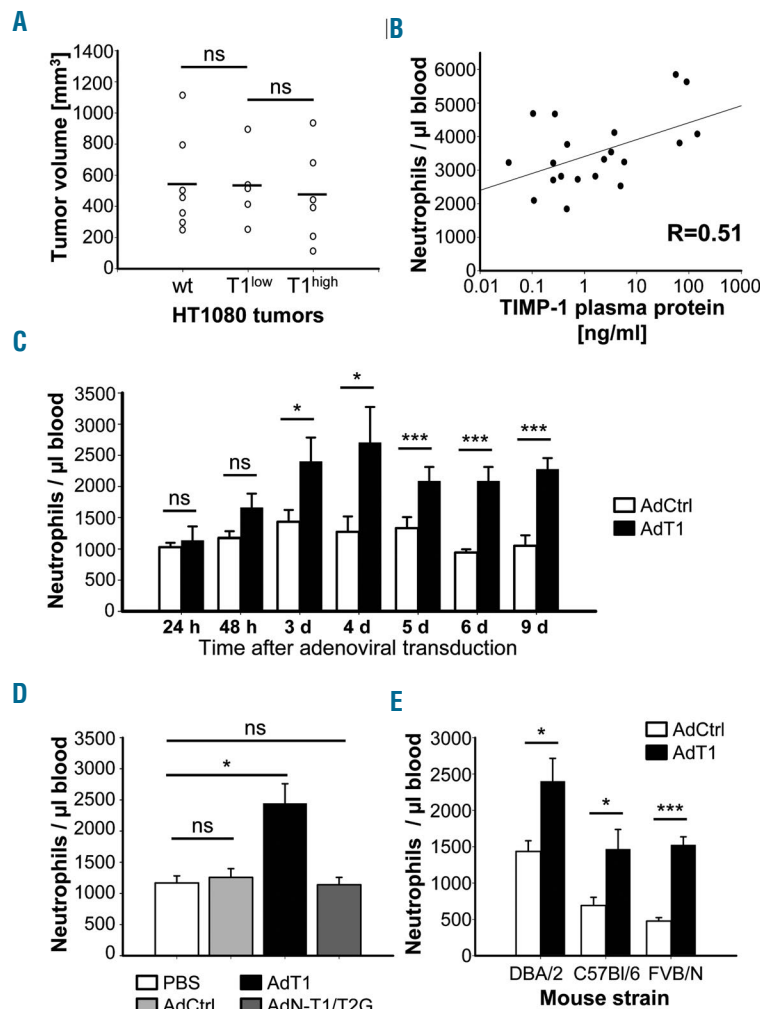 A
Tumor volume [mm³]
1400
1200
1000
800
600
400
200
0
ns
ns
wt
T1low
T1high
HT1080 tumors
B
Neutrophils / µl blood
6000
5000
4000
3000
2000
1000
0
R=0.51
0.01
0.1
1
10
100
1000
TIMP-1 plasma protein
[ng/ml]
C
Neutrophils / µl blood
3500
3000
2500
2000
1500
1000
500
0
ns
ns
*
*
***
***
***
AdCtrl
AdT1
24 h
48 h
3 d
4 d
5 d
6 d
9 d
Time after adenoviral transduction
D
Neutrophils / µl blood
3500
3000
2500
2000
1500
1000
500
0
ns
*
ns
PBS
AdT1
AdCtrl
AdN-T1/T2G
E
Neutrophils / µl blood
3000
2500
2000
1500
1000
500
0
*
*
***
AdCtrl
AdT1
DBA/2
C57Bl/6
FVB/N
Mouse strain